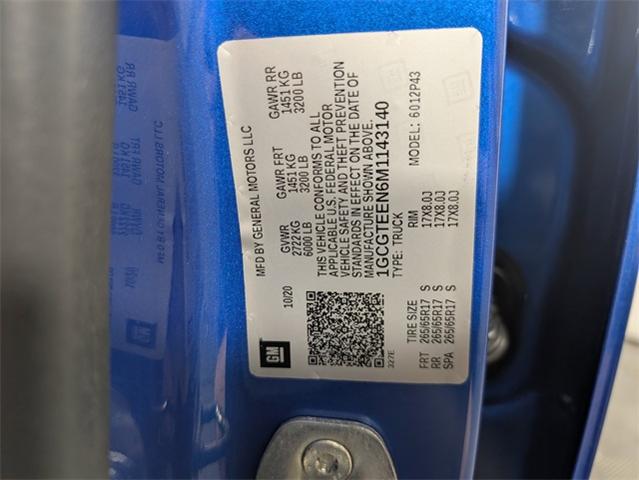 GM
MFD BY GENERAL MOTORS LLC
10/20
GVWR
2722 KG
6000 LB
GAWR FRT
1451 KG
3200 LB
GAWR RR
1451 KG
3200 LB
THIS VEHICLE CONFORMS TO ALL
APPLICABLE U.S. FEDERAL MOTOR
VEHICLE SAFETY AND THEFT PREVENTION
STANDARDS IN EFFECT ON THE DATE OF
MANUFACTURE SHOWN ABOVE.
1GCGTEEN6M1143140
TYPE: TRUCK
MODEL: 6012P43
327E
TIRE SIZE RIM
FRT 265/65R17 S 17X8.0J
RR 265/65R17 S 17X8.0J
SPA 265/65R17 S 17X8.0J